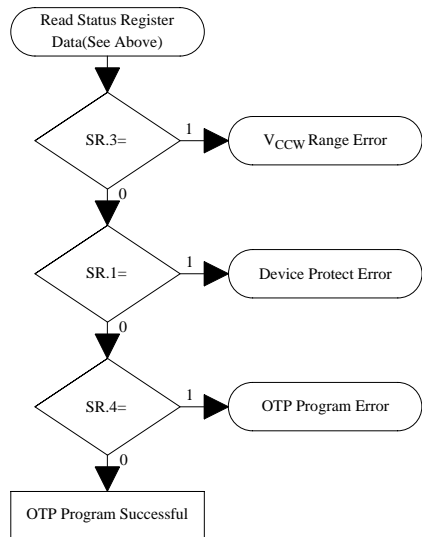 Read Status Register
Data(See Above)
SR.3=
1
VCCW Range Error
0
SR.1=
1
Device Protect Error
0
SR.4=
1
OTP Program Error
0
OTP Program Successful